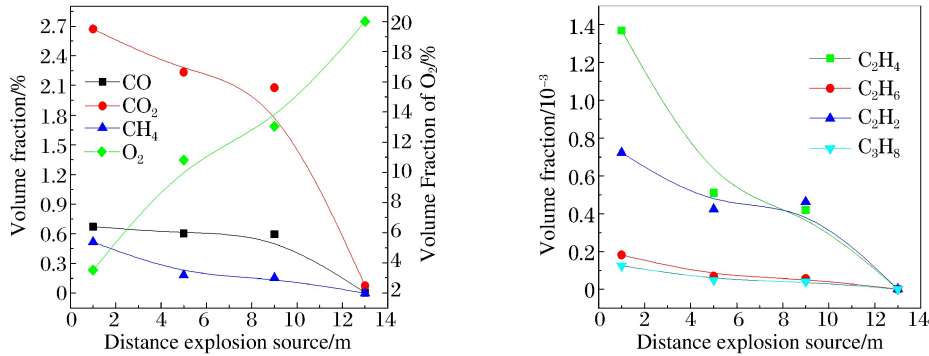 2.7
2.4
2.1
1.8
1.5
1.2
0.9
0.6
0.3
0
Volume fraction/%
CO
CO₂
CH₄
O₂
20
18
16
14
12
10
8
6
4
2
Volume Fraction of O₂/%
0 2 4 6 8 10 12 14
Distance explosion source/m
1.4
1.2
1.0
0.8
0.6
0.4
0.2
0
Volume fraction/10⁻³
C₂H₄
C₂H₆
C₂H₂
C₃H₈
0 2 4 6 8 10 12 14
Distance explosion source/m